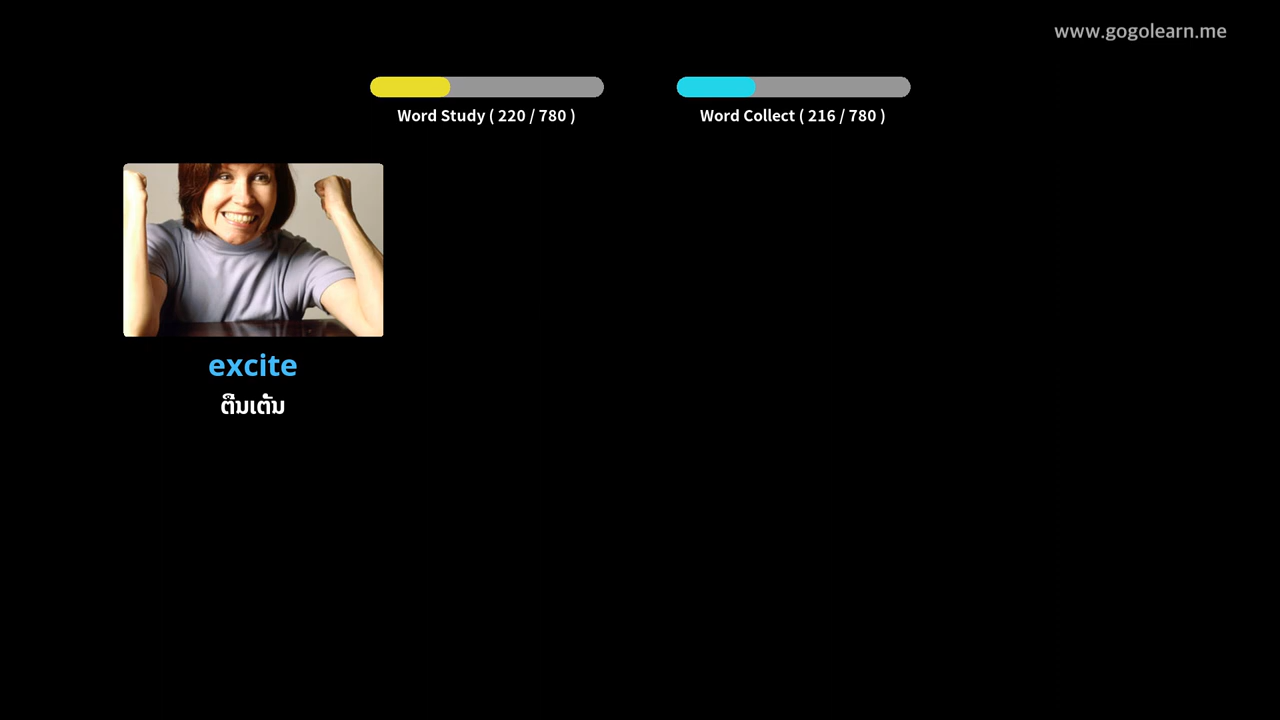 www.gogolearn.me
Word Study ( 220 / 780 )
Word Collect ( 216 / 780 )
excite
ຕື່ນເຕັ້ນ